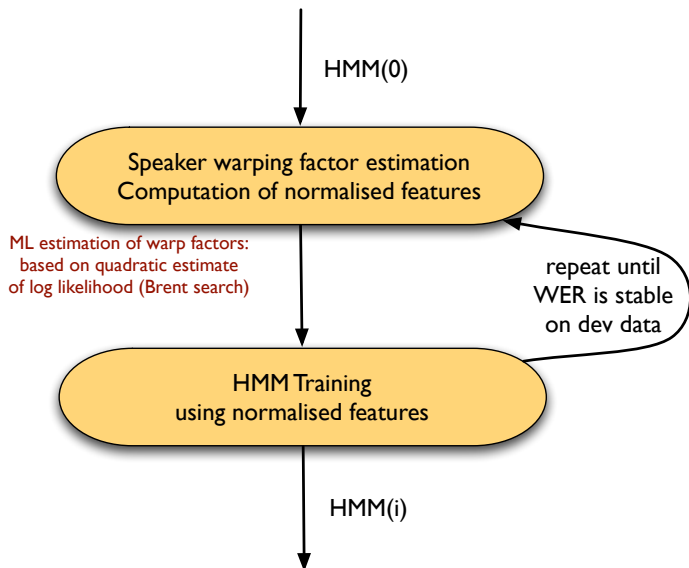 HMM(0)
Speaker warping factor estimation
Computation of normalised features
ML estimation of warp factors:
based on quadratic estimate
of log likelihood (Brent search)
repeat until
WER is stable
on dev data
HMM Training
using normalised features
HMM(i)